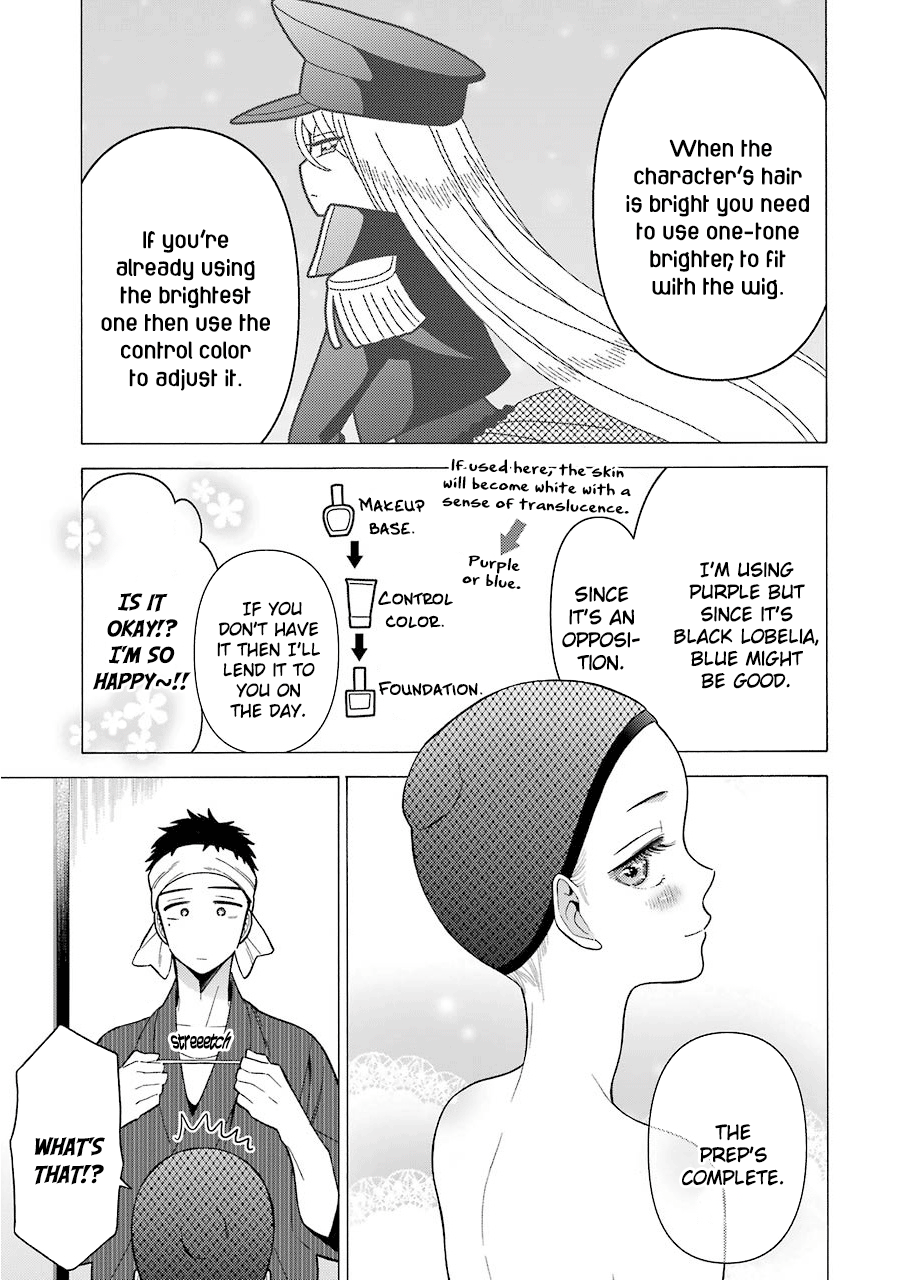 When the
character's hair
is bright you need
to use one-tone
brighter, to fit
with the wig.
If you're
already using
the brightest
one then use the
control color
to adjust it.
I'm using
purple but
since it's
Black Lobelia,
blue might
be good.
Since
it's an
opposi-
tion.
If used here, the skin
will become white with a
sense of translucence.
Purple
or blue.
Makeup
base.
Control
color.
Foundation.
If you
don't have
it then I'll
lend it to
you on
the day.
Is it
okay!?
I'm so
happy~!!
The
prep's
complete.
streeetch
What's
that!?